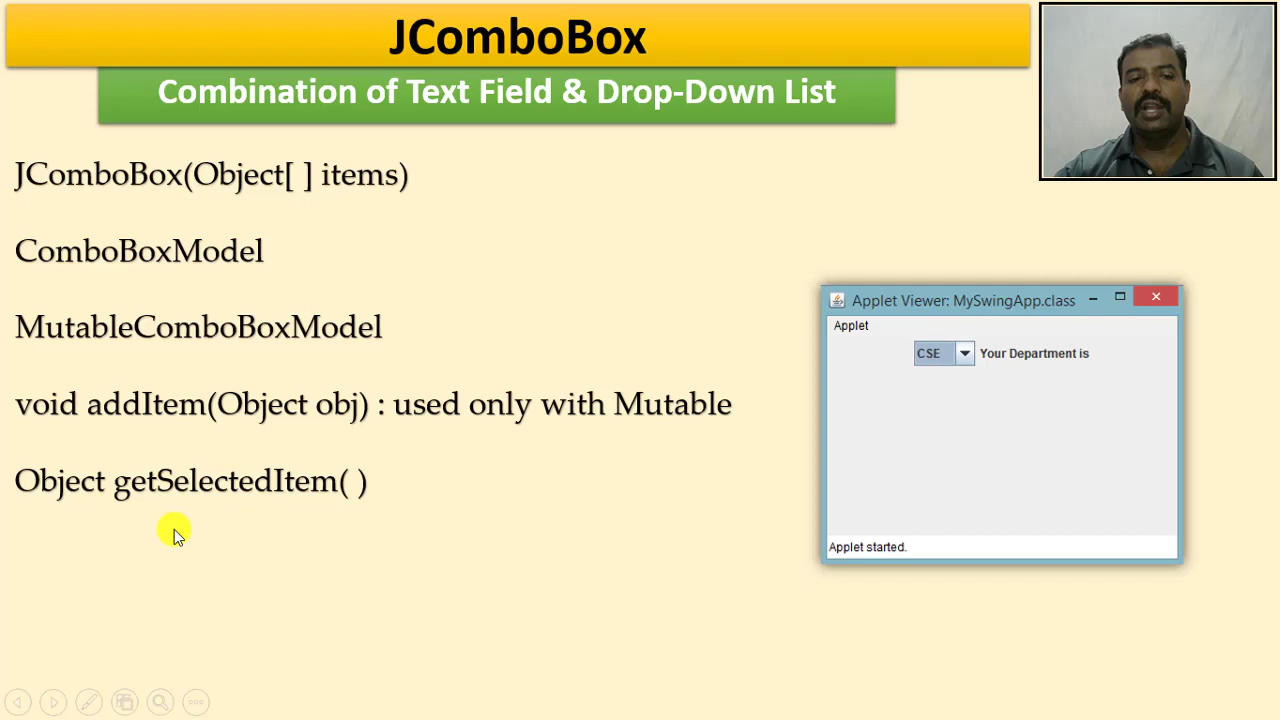 JComboBox
Combination of Text Field & Drop-Down List
JComboBox(Object[ ] items)
ComboBoxModel
MutableComboBoxModel
void addItem(Object obj) : used only with Mutable
Object getSelectedItem( )
Applet Viewer: MySwingApp.class
Applet
CSE Your Department is
Applet started.